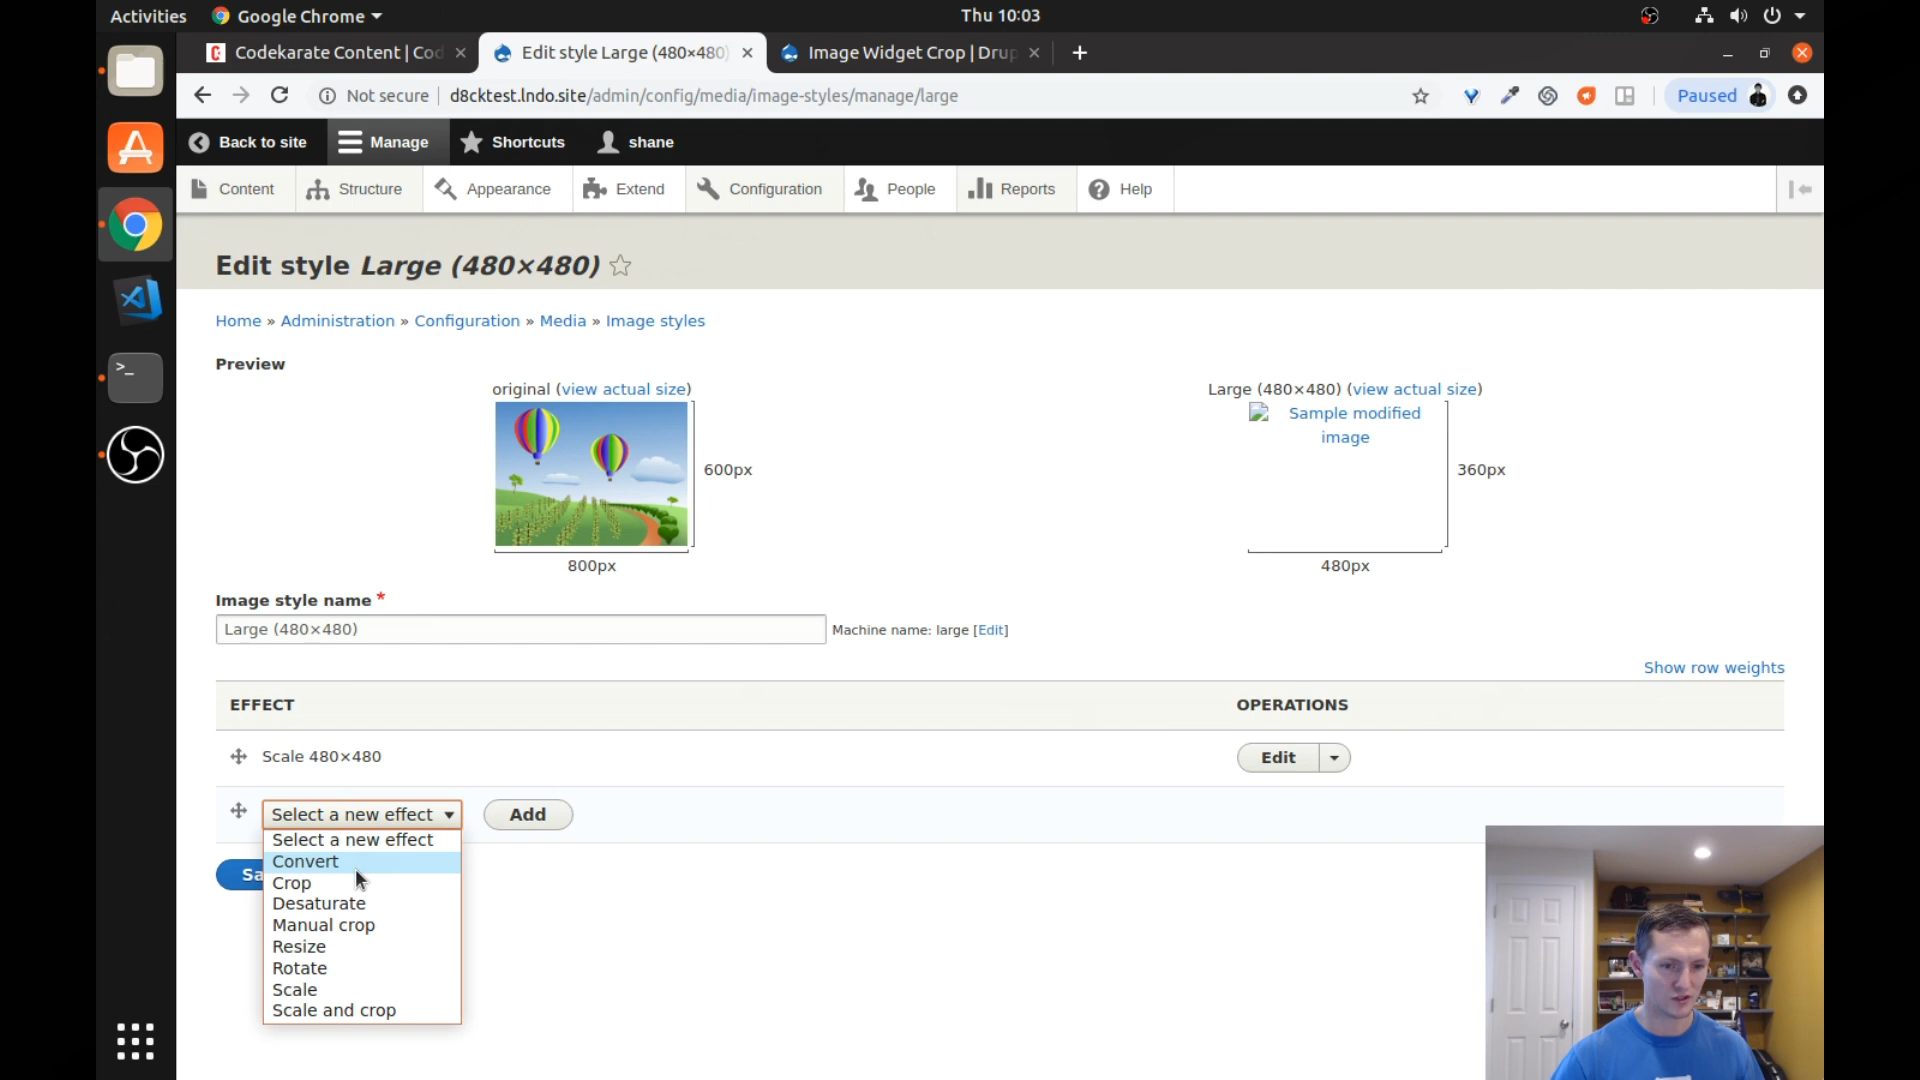 Activities
Google Chrome
Thu 10:03
Codekarate Content | Cod
Edit style Large (480×480)
Image Widget Crop | Drup
Not secure
d8cktest.lndo.site/admin/config/media/image-styles/manage/large
Paused
Back to site
Manage
Shortcuts
shane
Content
Structure
Appearance
Extend
Configuration
People
Reports
Help
Edit style Large (480×480)
Home » Administration » Configuration » Media » Image styles
Preview
original (view actual size)
600px
800px
Large (480×480) (view actual size)
Sample modified
image
360px
480px
Image style name *
Large (480×480)
Machine name: large [Edit]
Show row weights
EFFECT
OPERATIONS
Scale 480×480
Edit
Select a new effect
Add
Select a new effect
Convert
Crop
Desaturate
Manual crop
Resize
Rotate
Scale
Scale and crop
Sa